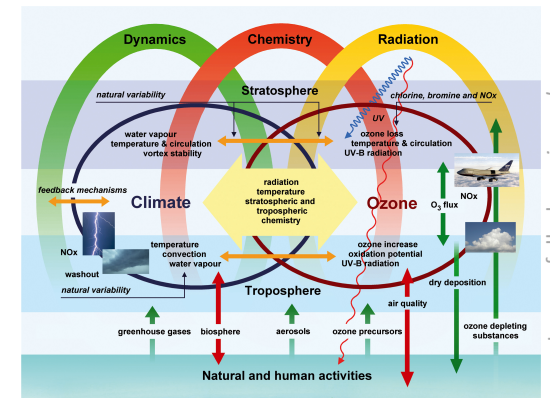 Dynamics
Chemistry
Radiation
natural variability
Stratosphere
chlorine, bromine and NOx
UV
water vapour
temperature & circulation
vortex stability
ozone loss
temperature & circulation
UV-B radiation
feedback mechanisms
Climate
radiation
temperature
stratospheric and
tropospheric
chemistry
Ozone
O3 flux
NOx
NOx
washout
temperature
convection
water vapour
ozone increase
oxidation potential
UV-B radiation
natural variability
Troposphere
dry deposition
air quality
greenhouse gases
biosphere
aerosols
ozone precursors
ozone depleting
substances
Natural and human activities